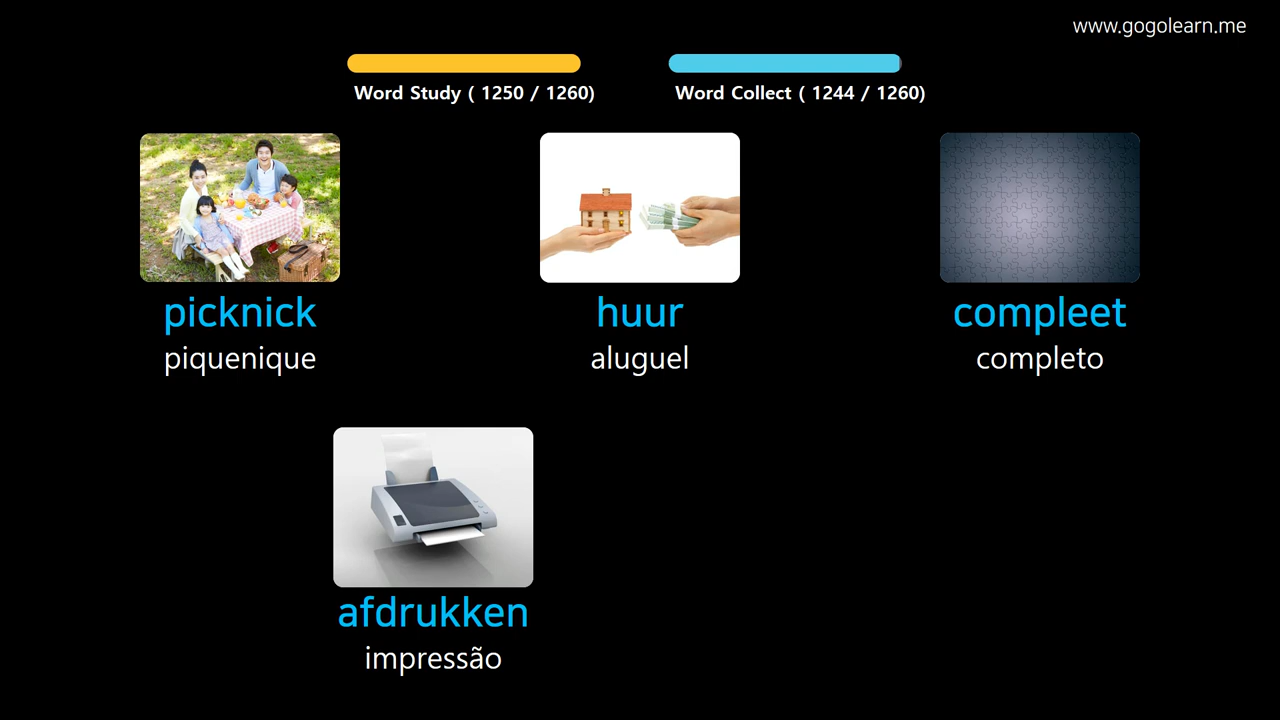 www.gogolearn.me
Word Study ( 1250 / 1260)
Word Collect ( 1244 / 1260)
picknick
piquenique
huur
aluguel
compleet
completo
afdrukken
impressão